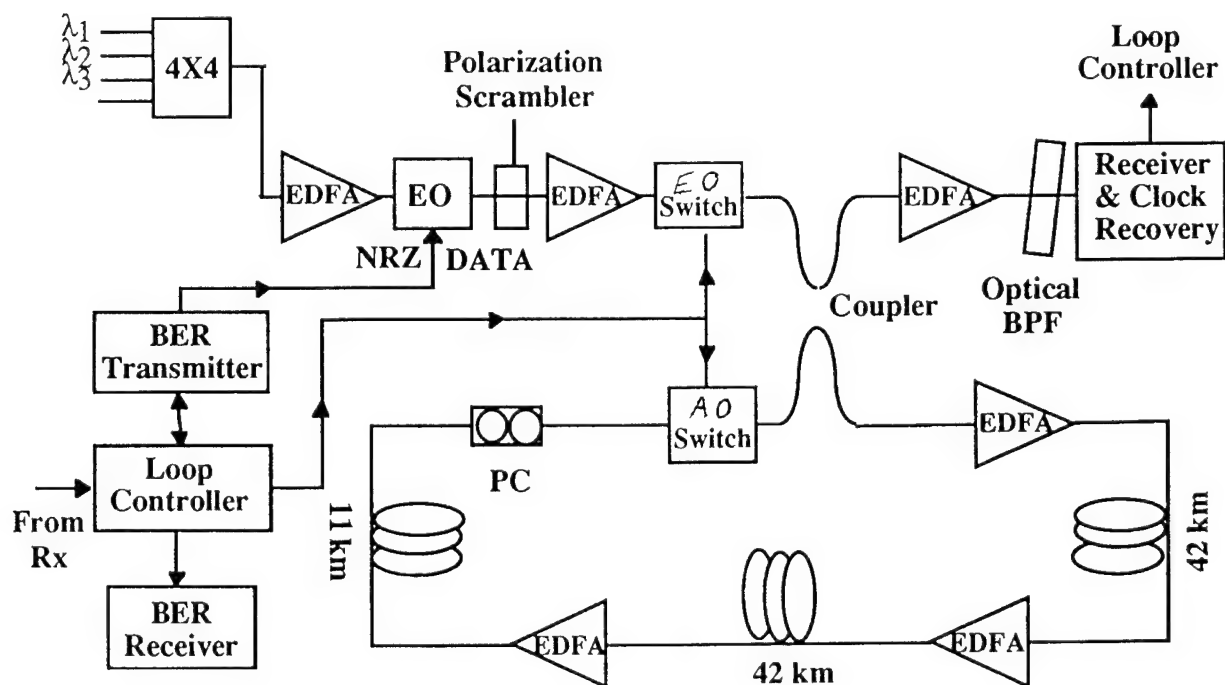 λ1
λ2
λ3
4X4
Polarization
Scrambler
Loop
Controller
EDFA
EO
EDFA
EO
Switch
EDFA
Receiver
& Clock
Recovery
NRZ
DATA
Coupler
Optical
BPF
BER
Transmitter
AO
Switch
EDFA
PC
Loop
Controller
From
Rx
11 km
42 km
BER
Receiver
EDFA
EDFA
42 km